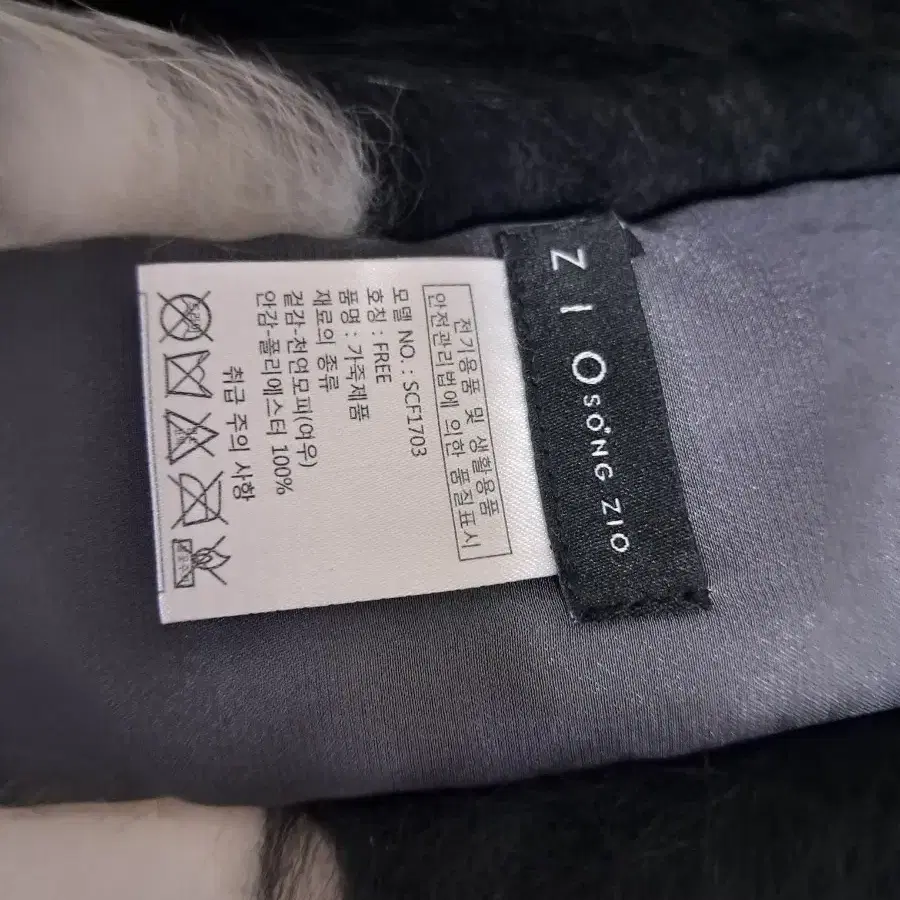 ZIO
SONG ZIO
전기용품 및 생활용품
안전관리법에 의한 품질표시
모델 NO. : SCF1703
호칭 : FREE
품명 : 가죽제품
재료의 종류
겉감-천연모피(여우)
안감-폴리에스터 100%
취급 주의 사항